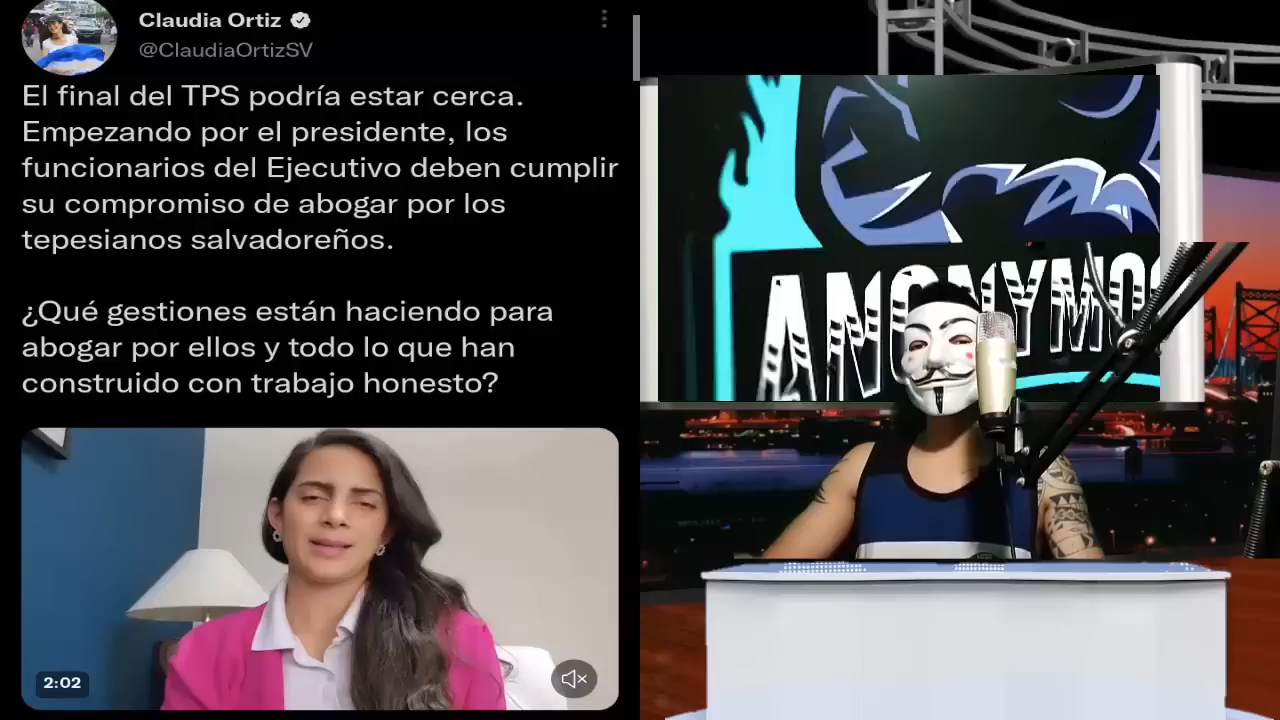 Claudia Ortiz
@ClaudiaOrtizSV
El final del TPS podría estar cerca.
Empezando por el presidente, los
funcionarios del Ejecutivo deben cumplir
su compromiso de abogar por los
tepesianos salvadoreños.
¿Qué gestiones están haciendo para
abogar por ellos y todo lo que han
construido con trabajo honesto?
2:02
ANONYMO